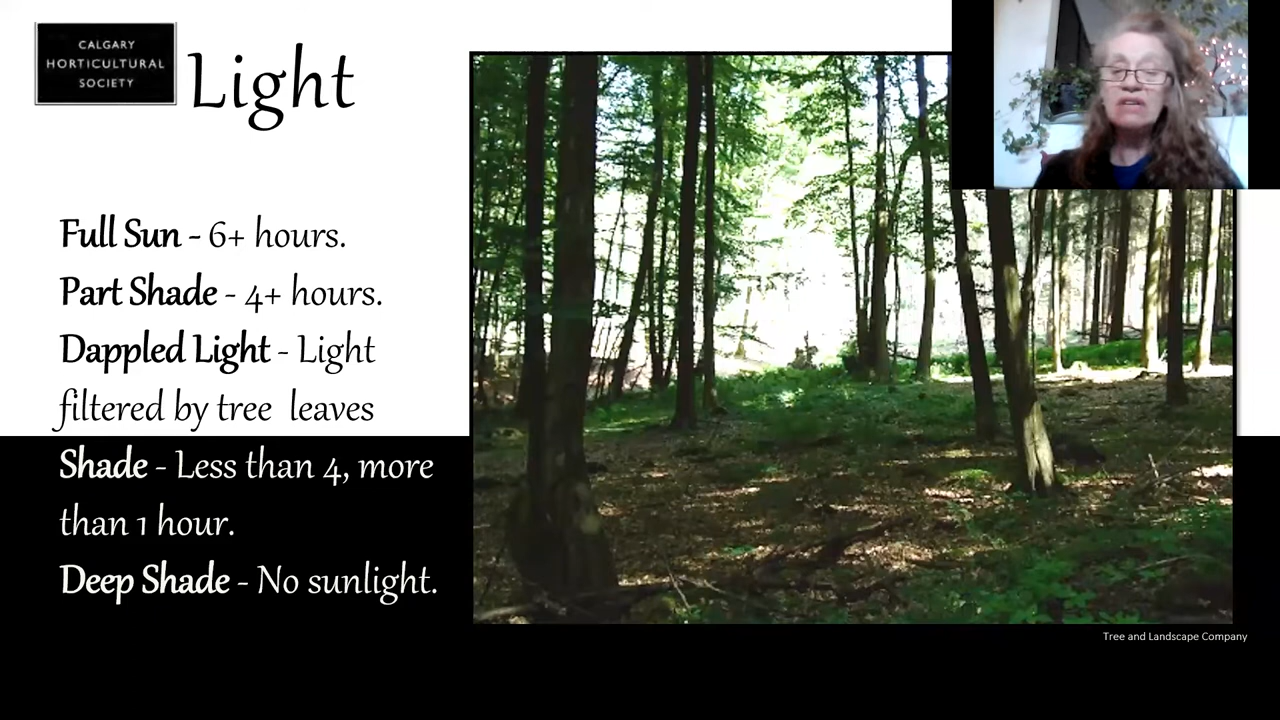 CALGARY
HORTICULTURAL
SOCIETY
Light
Full Sun - 6+ hours.
Part Shade - 4+ hours.
Dappled Light - Light
filtered by tree leaves
Shade - Less than 4, more
than 1 hour.
Deep Shade - No sunlight.
Tree and Landscape Company